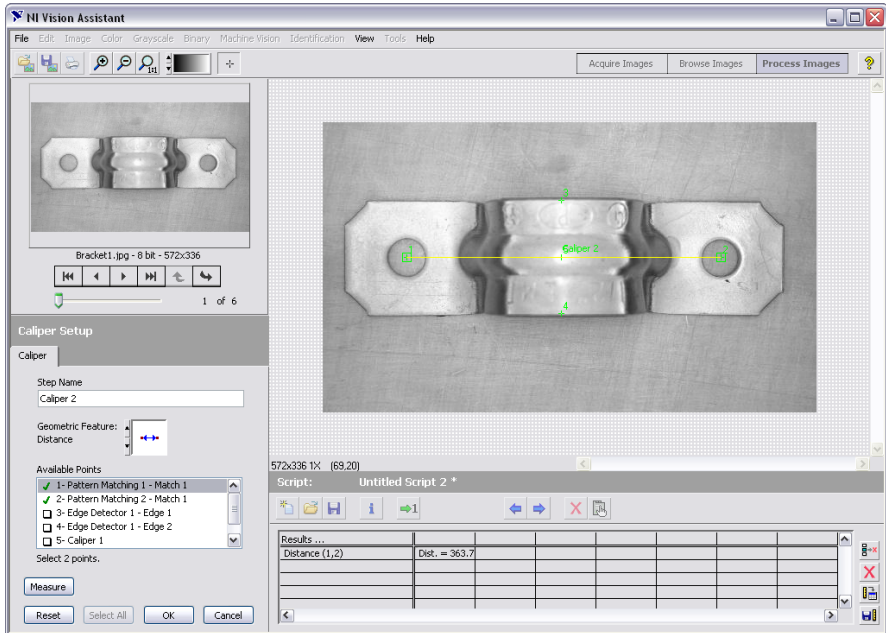 NI Vision Assistant
File Edit Image Color Grayscale Binary Machine Vision Identification View Tools Help
1:1
Acquire Images Browse Images Process Images ?
Bracket1.jpg - 8 bit - 572x336
1 of 6
Caliper Setup
Caliper
Step Name
Caliper 2
Geometric Feature:
Distance
Available Points
1- Pattern Matching 1 - Match 1
2- Pattern Matching 2 - Match 1
3- Edge Detector 1 - Edge 1
4- Edge Detector 1 - Edge 2
5- Caliper 1
Select 2 points.
Measure
Reset Select All OK Cancel
Caliper 2
4
572x336 1X (69,20)
Script: Untitled Script 2 *
1
Results ...
Distance (1,2) Dist. = 363.7